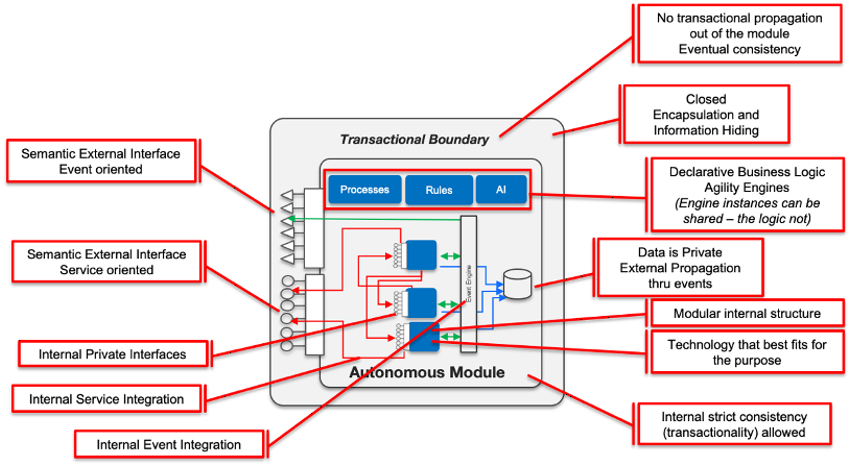 No transactional propagation
out of the module
Eventual consistency
Closed
Encapsulation and
Information Hiding
Transactional Boundary
Semantic External Interface
Event oriented
Processes
Rules
AI
Declarative Business Logic
Agility Engines
(Engine instances can be
shared – the logic not)
Semantic External Interface
Service oriented
Event Engine
Data is Private
External Propagation
thru events
Modular internal structure
Internal Private Interfaces
Technology that best fits for
the purpose
Autonomous Module
Internal Service Integration
Internal strict consistency
(transactionality) allowed
Internal Event Integration